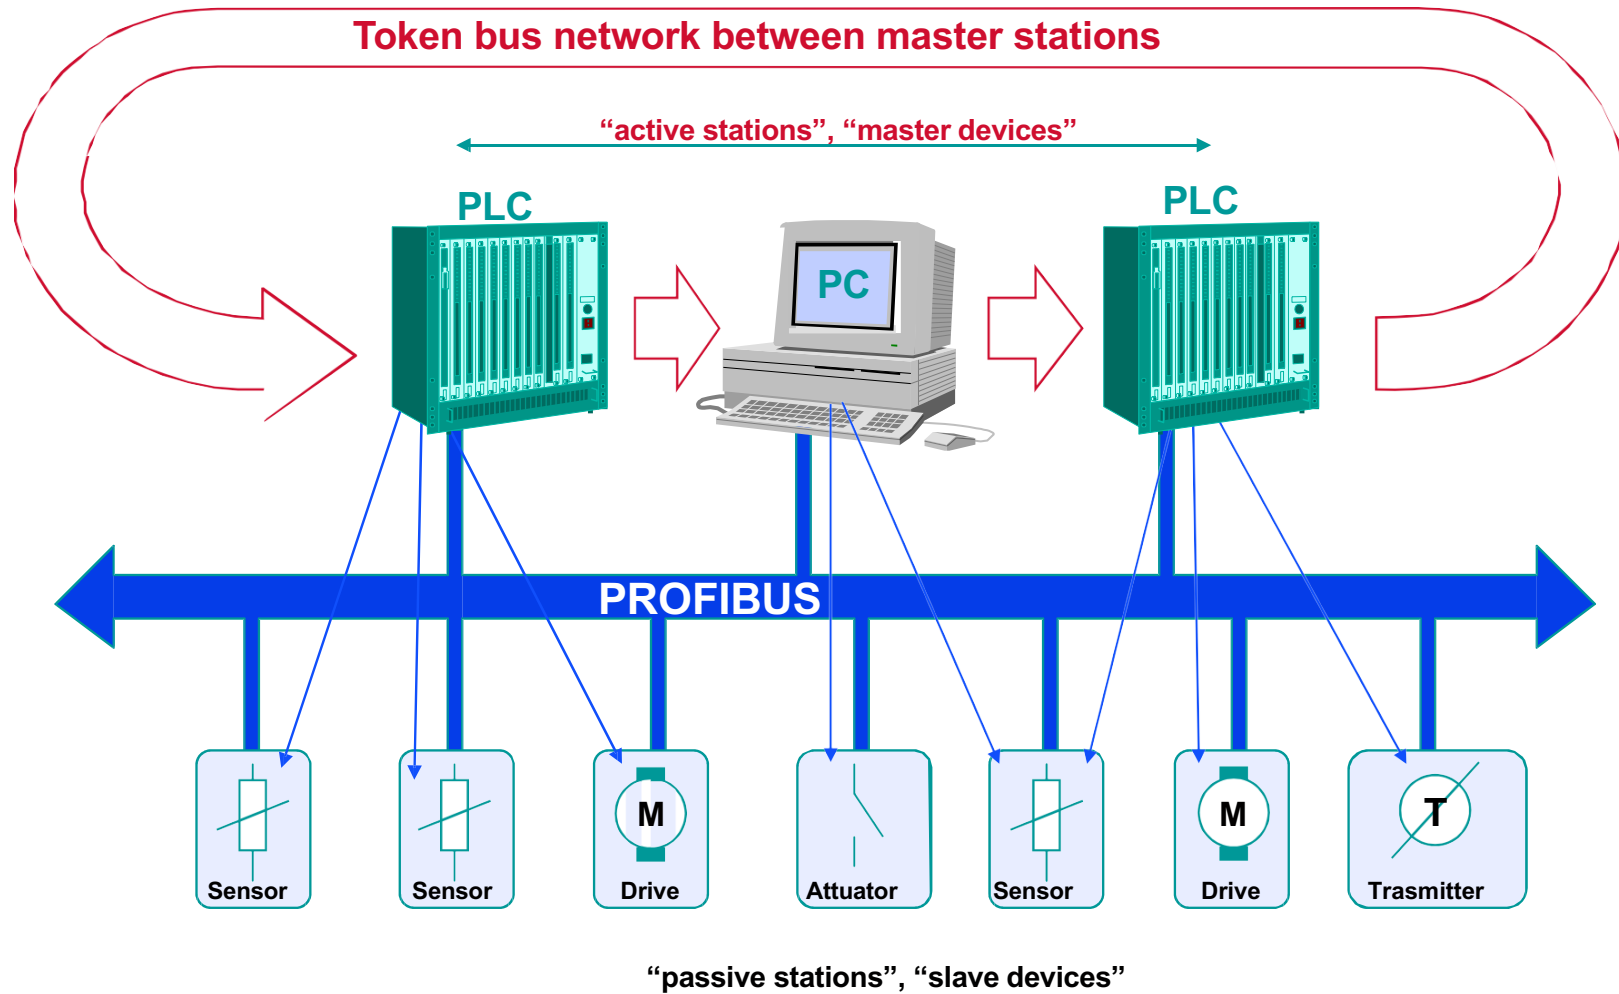 Token bus network between master stations
“active stations”, “master devices”
PLC
PLC
PC
PROFIBUS
M
M
T
Sensor
Sensor
Drive
Attuator
Sensor
Drive
Trasmitter
“passive stations”, “slave devices”